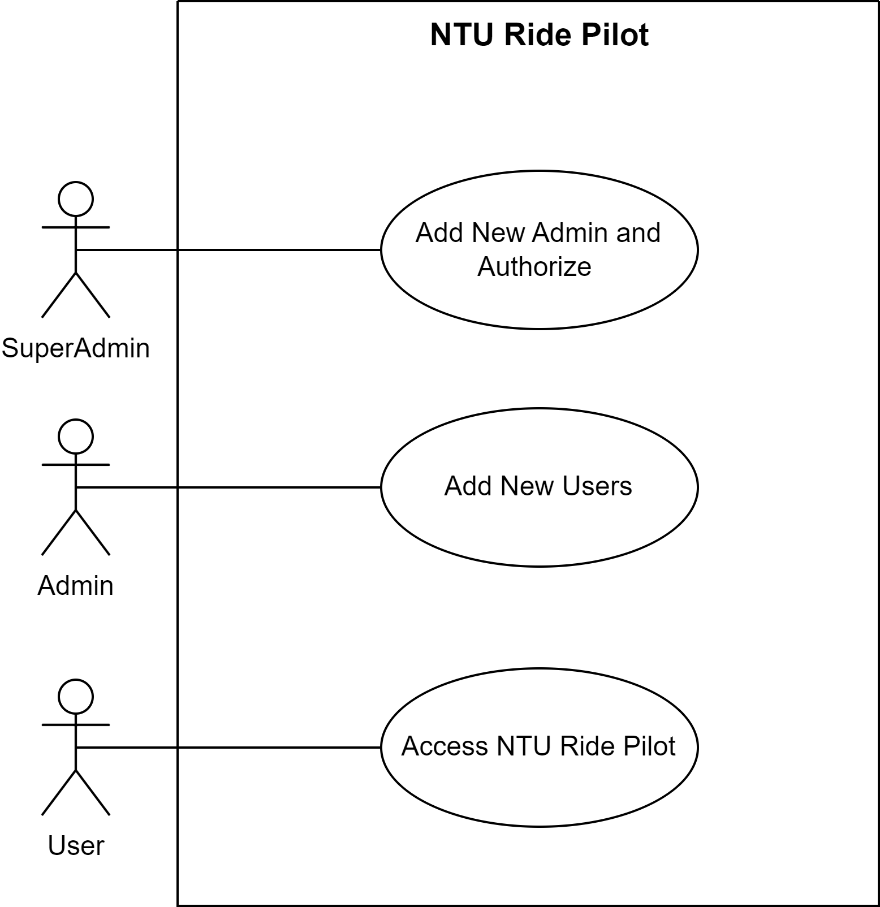 NTU Ride Pilot
Add New Admin and
Authorize
SuperAdmin
Add New Users
Admin
Access NTU Ride Pilot
User